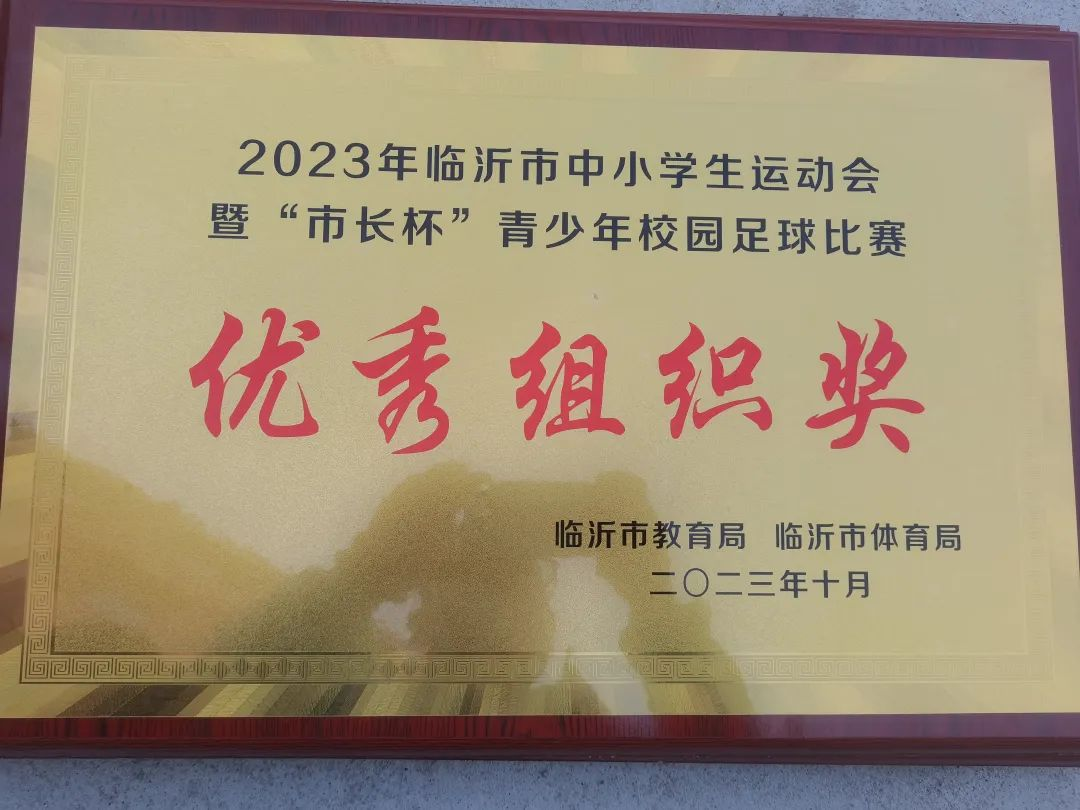 2023年临沂市中小学生运动会
暨“市长杯”青少年校园足球比赛
优秀组织奖
临沂市教育局 临沂市体育局
二〇二三年十月